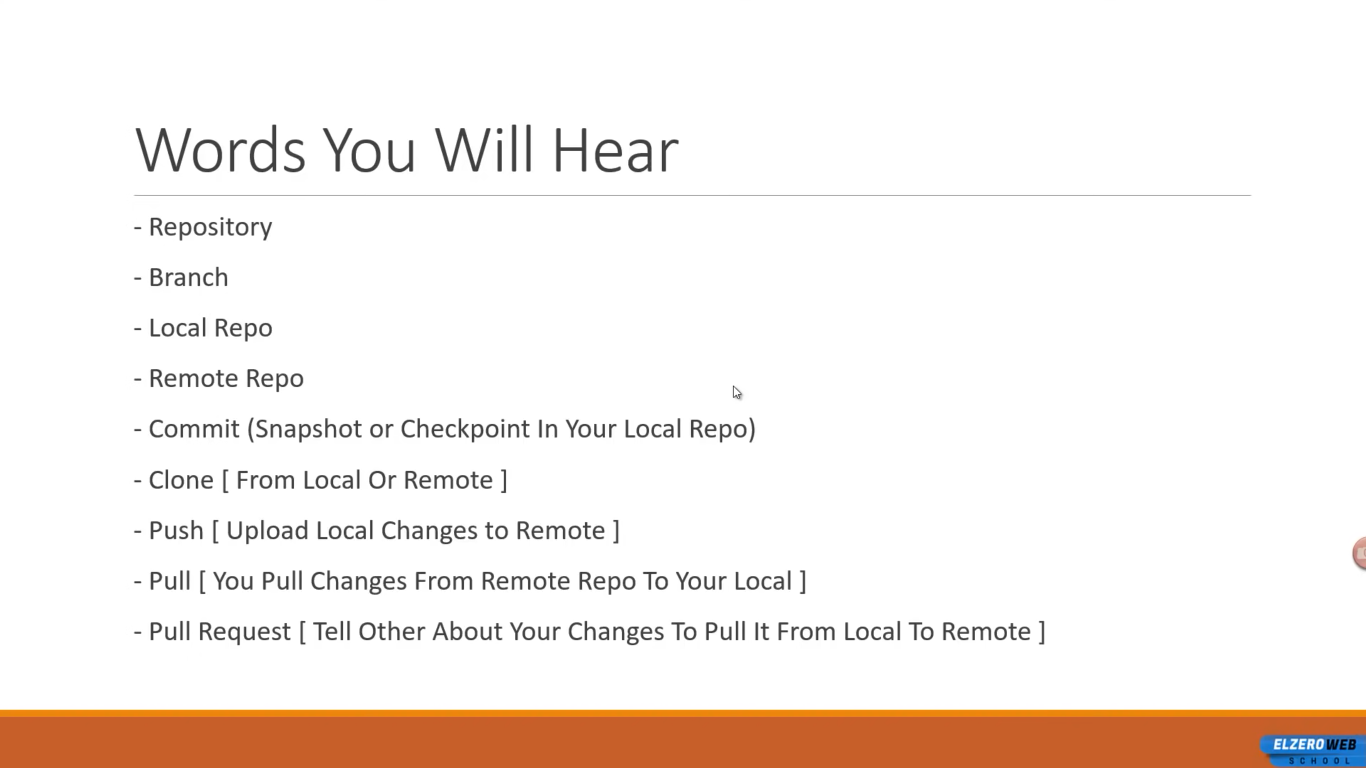 Words You Will Hear
- Repository
- Branch
- Local Repo
- Remote Repo
- Commit (Snapshot or Checkpoint In Your Local Repo)
- Clone [ From Local Or Remote ]
- Push [ Upload Local Changes to Remote ]
- Pull [ You Pull Changes From Remote Repo To Your Local ]
- Pull Request [ Tell Other About Your Changes To Pull It From Local To Remote ]
ELZERO WEB
SCHOOL